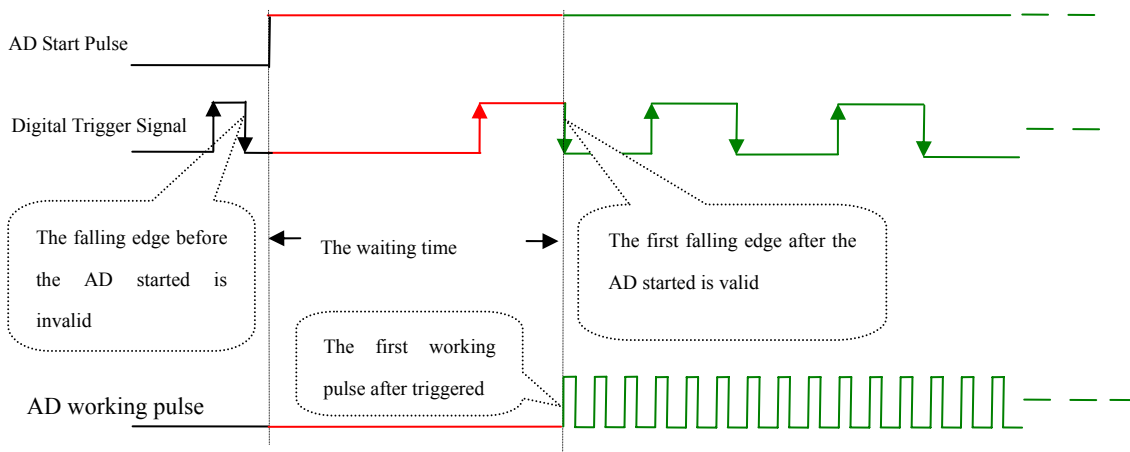 AD Start Pulse
Digital Trigger Signal
The falling edge before
the AD started is
invalid
The waiting time
The first falling edge after the
AD started is valid
The first working
pulse after triggered
AD working pulse